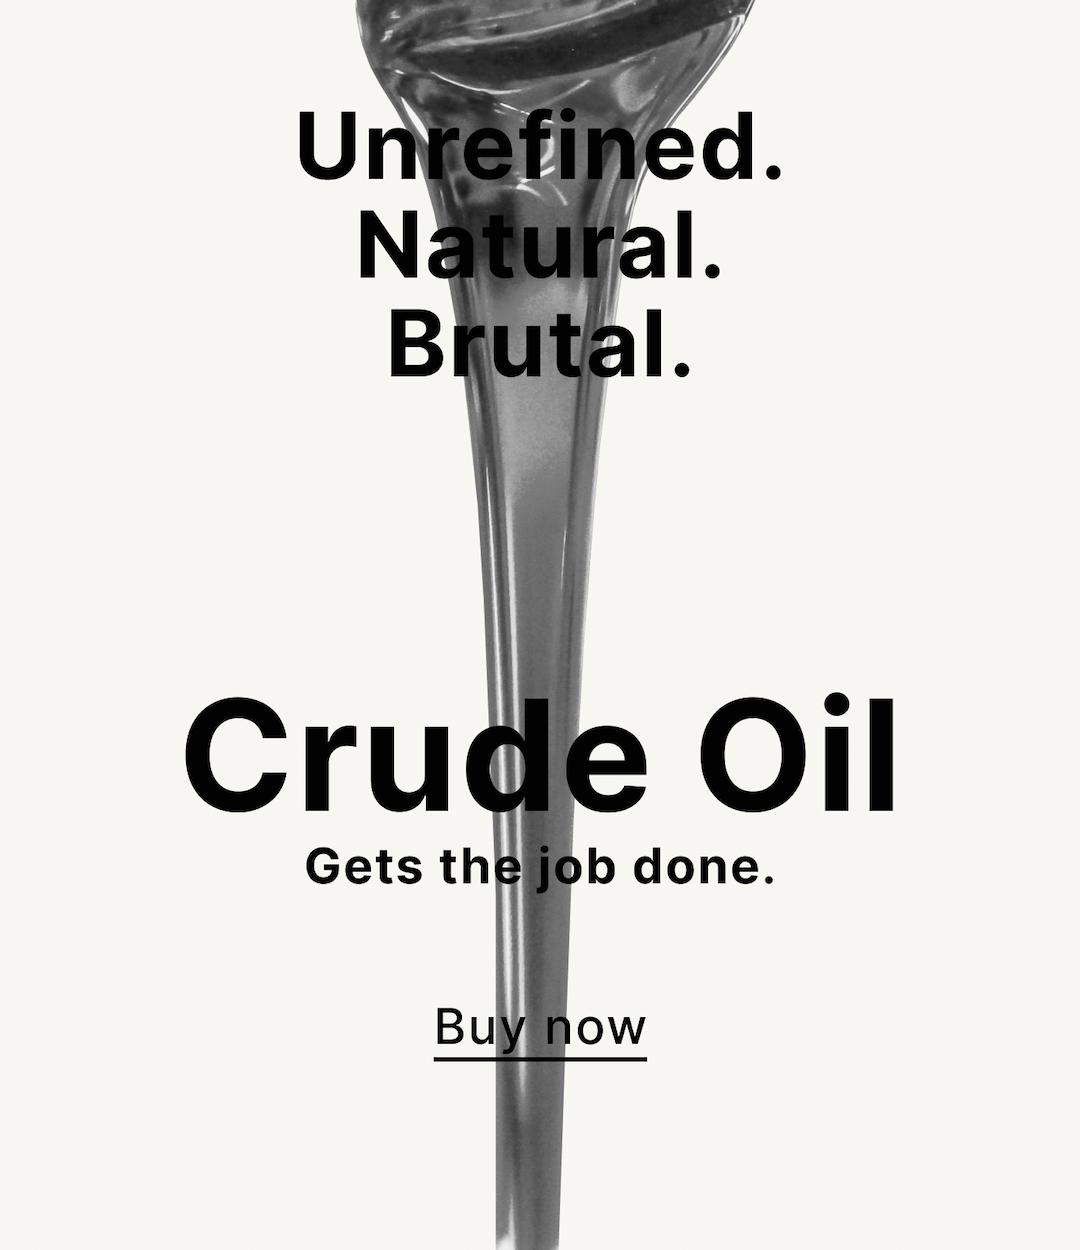 Unrefined.
Natural.
Brutal.
Crude Oil
Gets the job done.
Buy now